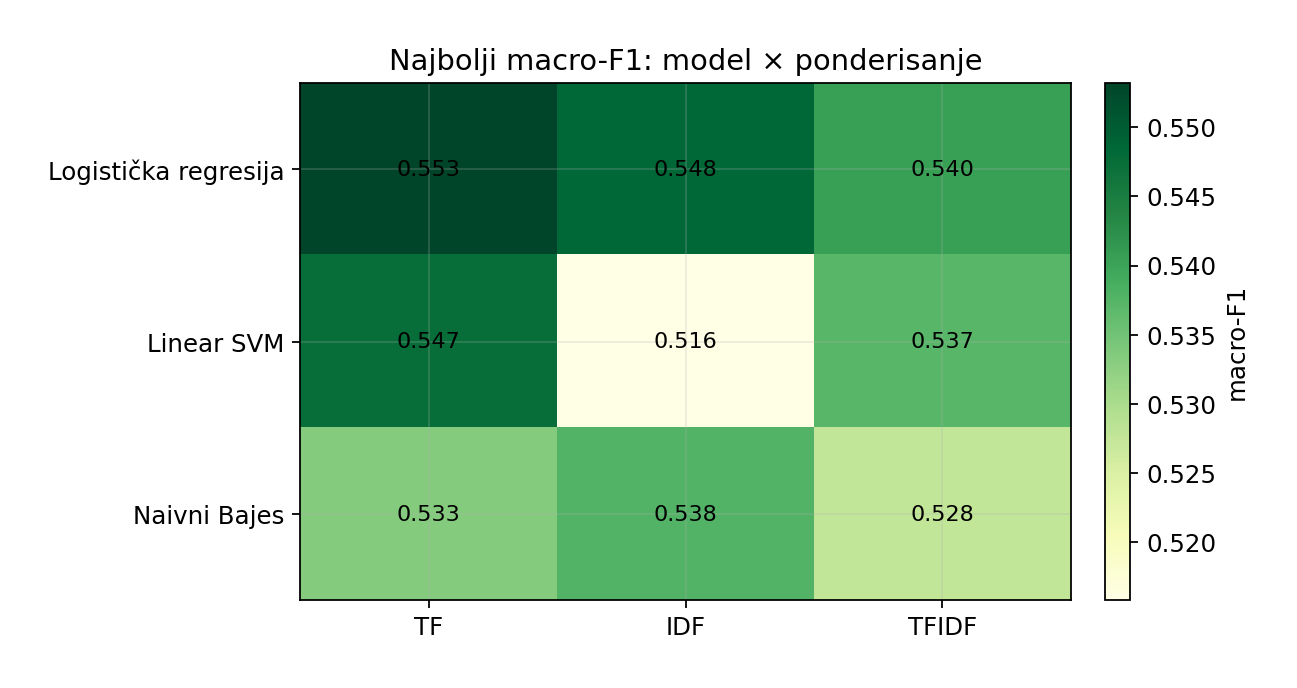 Najbolji macro-F1: model × ponderisanje
Logistička regresija 0.553 0.548 0.540
Linear SVM 0.547 0.516 0.537
Naivni Bajes 0.533 0.538 0.528
TF IDF TFIDF
0.550
0.545
0.540
0.535
0.530
0.525
0.520
macro-F1